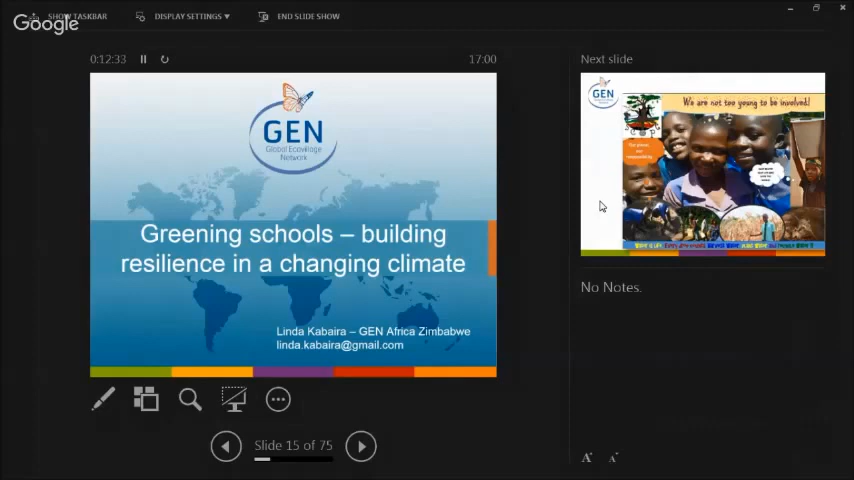 Google
SHOW TASKBAR
DISPLAY SETTINGS ▾
END SLIDE SHOW
0:12:33
17:00
GEN
Global Ecovillage
Network
Greening schools – building
resilience in a changing climate
Linda Kabaira – GEN Africa Zimbabwe
linda.kabaira@gmail.com
Slide 15 of 75
Next slide
GEN
We are not too young to be involved!
No Notes.
A
A